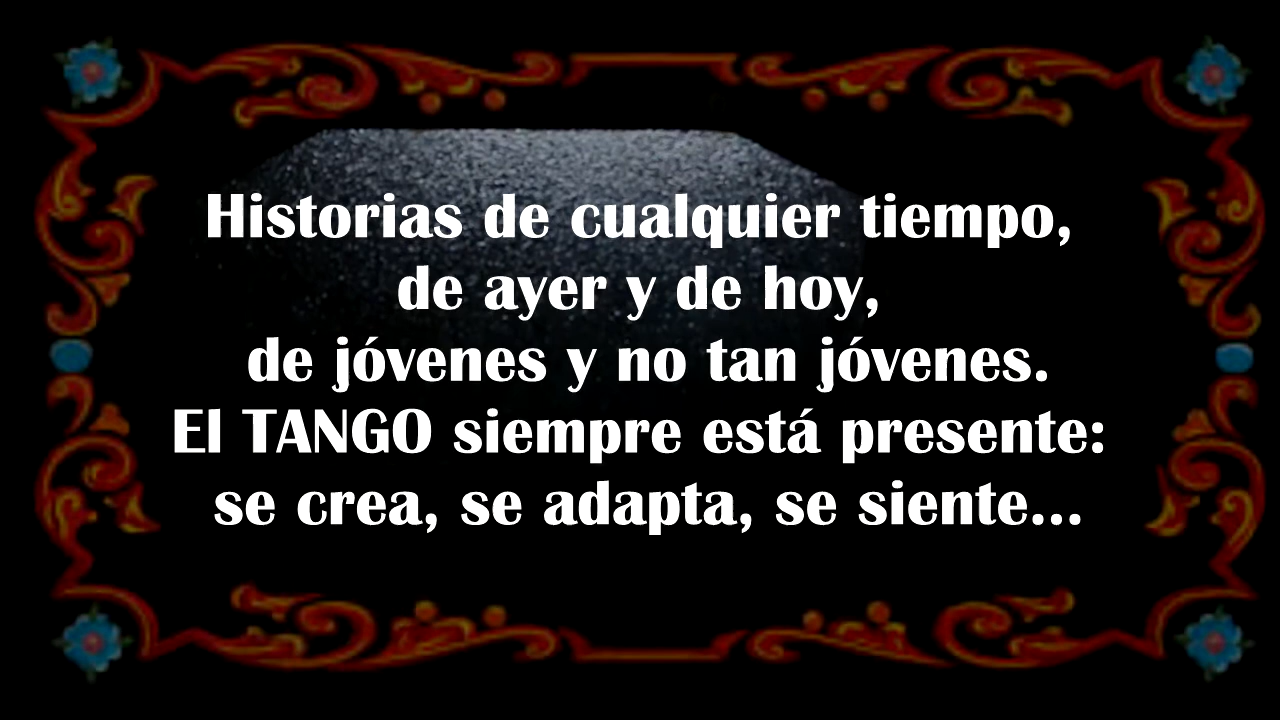 Historias de cualquier tiempo,
de ayer y de hoy,
de jóvenes y no tan jóvenes.
El TANGO siempre está presente:
se crea, se adapta, se siente...